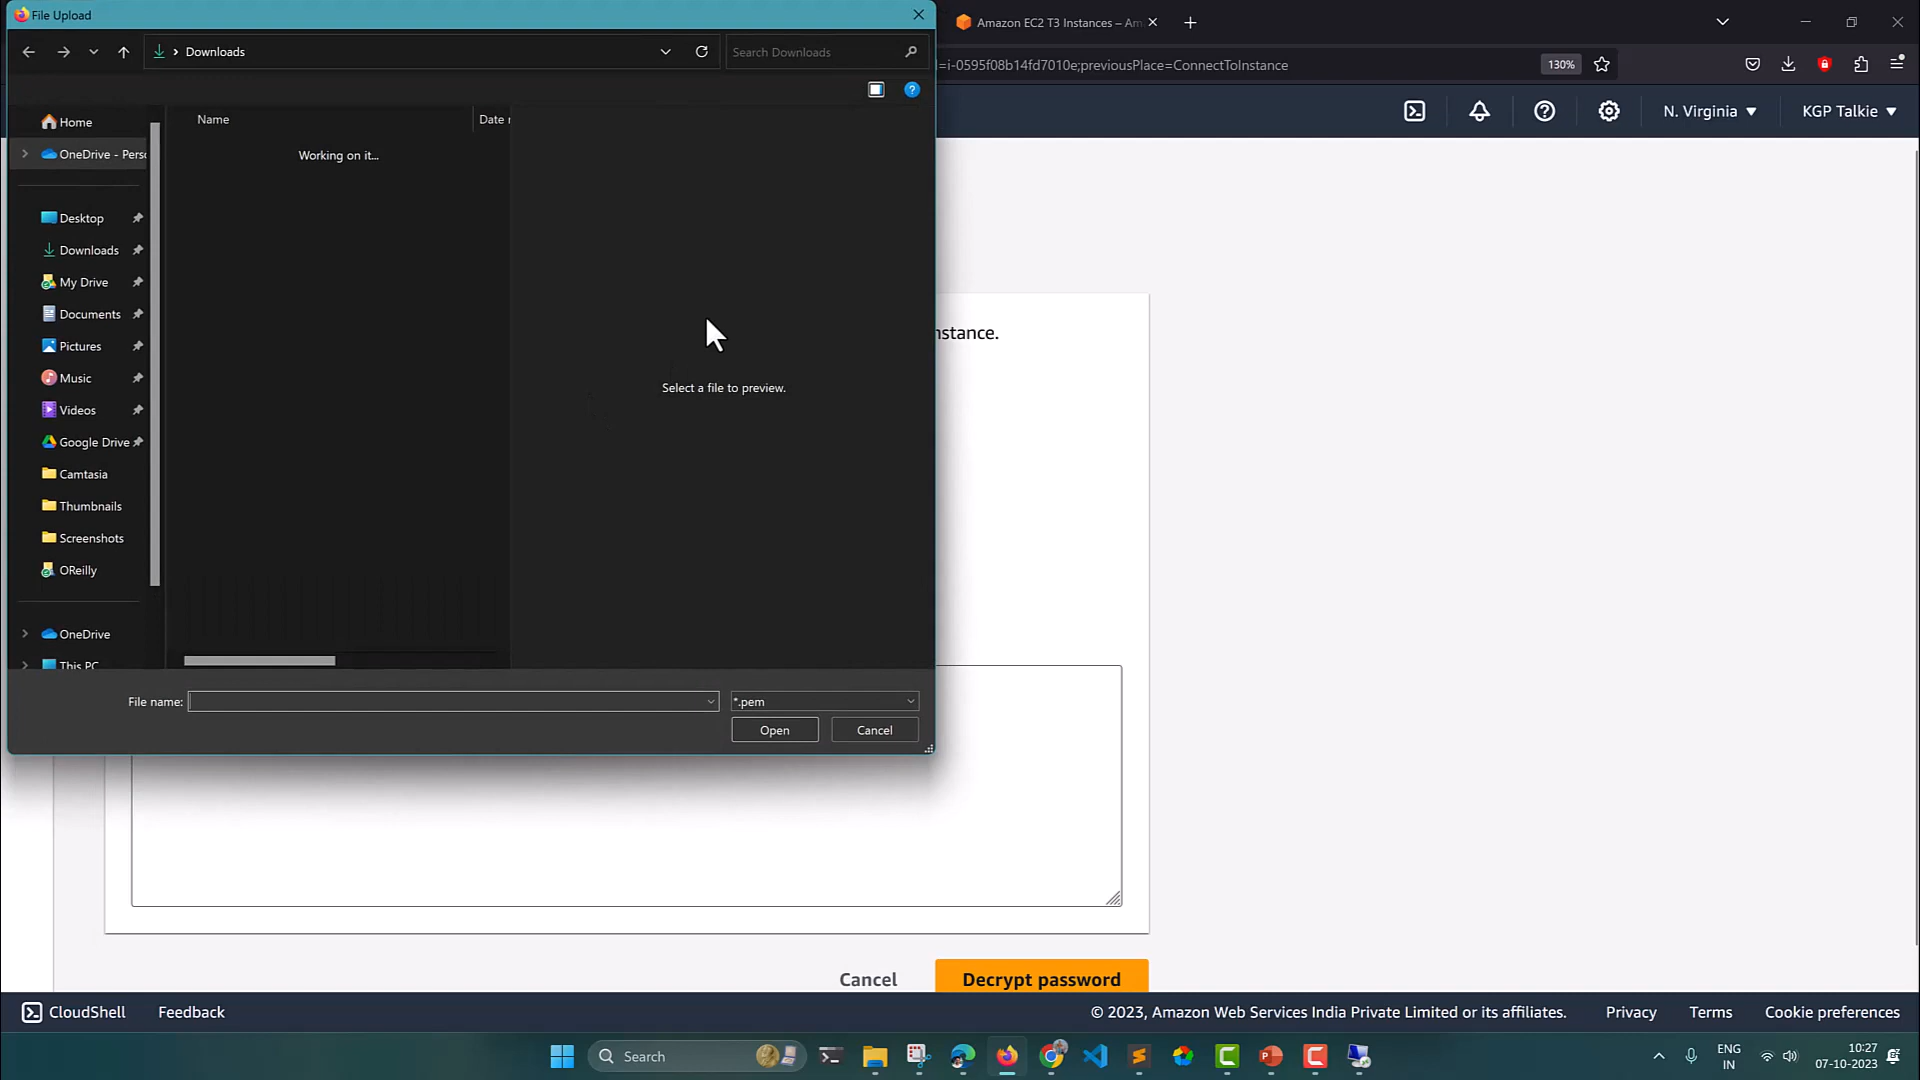 File Upload
Amazon EC2 T3 Instances – Am
Downloads
Search Downloads
=i-0595f08b14fd7010e;previousPlace=ConnectToInstance
130%
N. Virginia
KGP Talkie
Name
Date r
Working on it...
Home
OneDrive - Perso
Desktop
Downloads
My Drive
Documents
Pictures
Music
Videos
Google Drive
Camtasia
Thumbnails
Screenshots
OReilly
OneDrive
This PC
Select a file to preview.
nstance.
File name:
*.pem
Open
Cancel
Cancel
Decrypt password
CloudShell
Feedback
© 2023, Amazon Web Services India Private Limited or its affiliates.
Privacy
Terms
Cookie preferences
Search
ENG
IN
10:27
07-10-2023